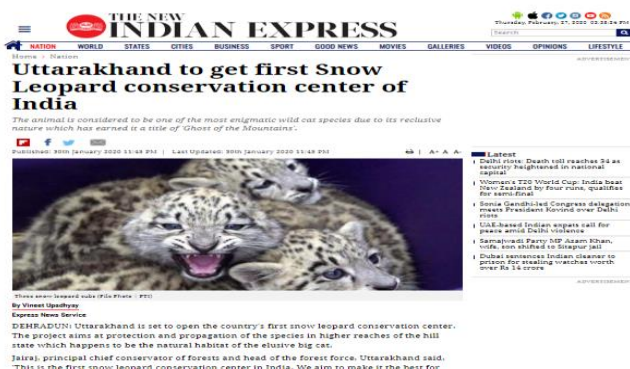 THE NEW
INDIAN EXPRESS
Thursday, February, 27, 2020 02:28:24 PM
Search
NATION WORLD STATES CITIES BUSINESS SPORT GOOD NEWS MOVIES GALLERIES VIDEOS OPINIONS LIFESTYLE
Home > Nation
ADVERTISEMENT
Uttarakhand to get first Snow
Leopard conservation center of
India
The animal is considered to be one of the most enigmatic wild cat species due to its reclusive
nature which has earned it a title of 'Ghost of the Mountains'.
Published: 30th January 2020 11:43 PM | Last Updated: 30th January 2020 11:43 PM | A+ A A-
Three snow leopard cubs (File Photo | PTI)
By Vineet Upadhyay
Express News Service
DEHRADUN: Uttarakhand is set to open the country's first snow leopard conservation center.
The project aims at protection and propagation of the species in higher reaches of the hill
state which happens to be the natural habitat of the elusive big cat.
Jairaj, principal chief conservator of forests and head of the forest force, Uttarakhand said,
'This is the first snow leopard conservation center in India. We aim to make it the best for
Latest
Delhi riots: Death toll reaches 34 as
security heightened in national
capital
Women's T20 World Cup: India beat
New Zealand by four runs, qualifies
for semi-final
Sonia Gandhi-led Congress delegation
meets President Kovind over Delhi
riots
UAE-based Indian expats call for
peace amid Delhi violence
Samajwadi Party MP Azam Khan,
wife, son shifted to Sitapur jail
Dubai sentences Indian cleaner to
prison for stealing watches worth
over Rs 14 crore
ADVERTISEMENT